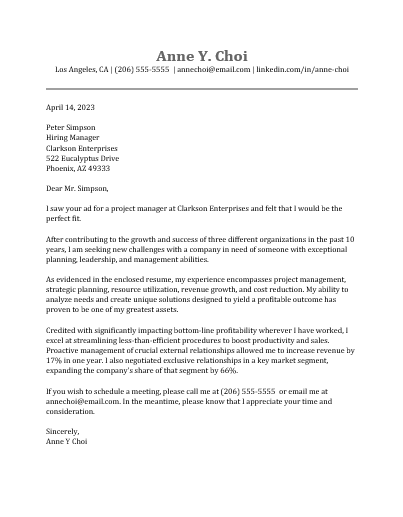 Anne Y. Choi
Los Angeles, CA | (206) 555-5555 | annechoi@email.com | linkedin.com/in/anne-choi
April 14, 2023
Peter Simpson
Hiring Manager
Clarkson Enterprises
522 Eucalyptus Drive
Phoenix, AZ 49333
Dear Mr. Simpson,
I saw your ad for a project manager at Clarkson Enterprises and felt that I would be the
perfect fit.
After contributing to the growth and success of three different organizations in the past 10
years, I am seeking new challenges with a company in need of someone with exceptional
planning, leadership, and management abilities.
As evidenced in the enclosed resume, my experience encompasses project management,
strategic planning, resource utilization, revenue growth, and cost reduction. My ability to
analyze needs and create unique solutions designed to yield a profitable outcome has
proven to be one of my greatest assets.
Credited with significantly impacting bottom-line profitability wherever I have worked, I
excel at streamlining less-than-efficient procedures to boost productivity and sales.
Proactive management of crucial external relationships allowed me to increase revenue by
17% in one year. I also negotiated exclusive relationships in a key market segment,
expanding the company's share of that segment by 66%.
If you wish to schedule a meeting, please call me at (206) 555-5555 or email me at
annechoi@email.com. In the meantime, please know that I appreciate your time and
consideration.
Sincerely,
Anne Y Choi